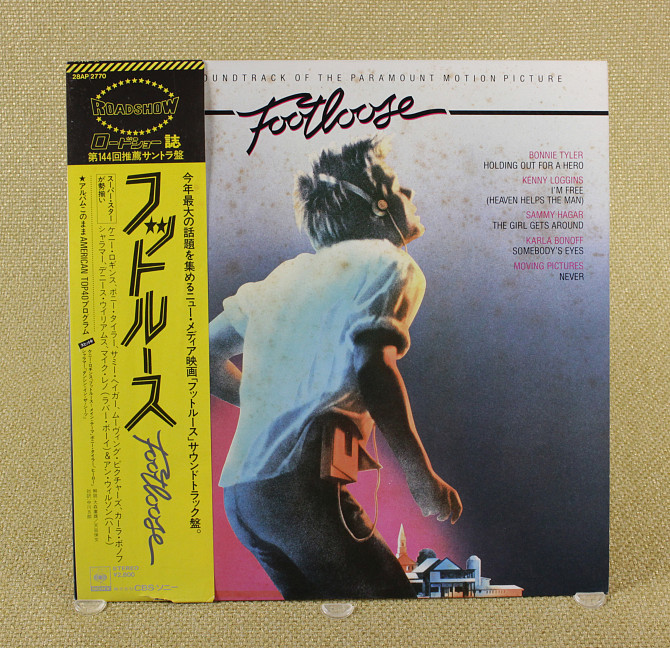 28AP 2770
ROADSHOW
ロードショー 誌
第144回推薦サントラ盤
今年最大の話題を集めるニュー・メディア映画「フットルース」サウンドトラック盤。
フットルース
Footloose
スーパー・スター
が勢揃い
ケニー・ロギンス、ボニー・タイラー、サミー・ヘイガー、ムーヴィング・ピクチャーズ、カーラ・ボノフ
シャラマー、デニース・ウイリアムス、マイク・レノ(ラバー・ボーイ)&アン・ウィルソン(ハート)
★アルバムこのままAMERICAN TOP40プログラム
STEREO
¥2,800
CBS・ソニー
OUNDTRACK OF THE PARAMOUNT MOTION PICTURE
Footloose
BONNIE TYLER
HOLDING OUT FOR A HERO
KENNY LOGGINS
I'M FREE
(HEAVEN HELPS THE MAN)
SAMMY HAGAR
THE GIRL GETS AROUND
KARLA BONOFF
SOMEBODY'S EYES
MOVING PICTURES
NEVER